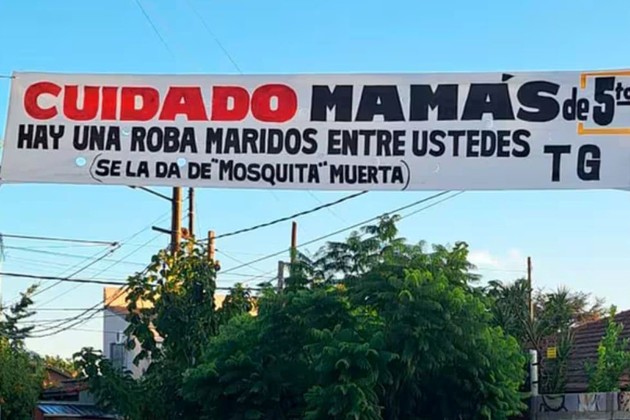 CUIDADO MAMÁS de 5to
HAY UNA ROBA MARIDOS ENTRE USTEDES TG
(SE LA DA DE "MOSQUITA" MUERTA)